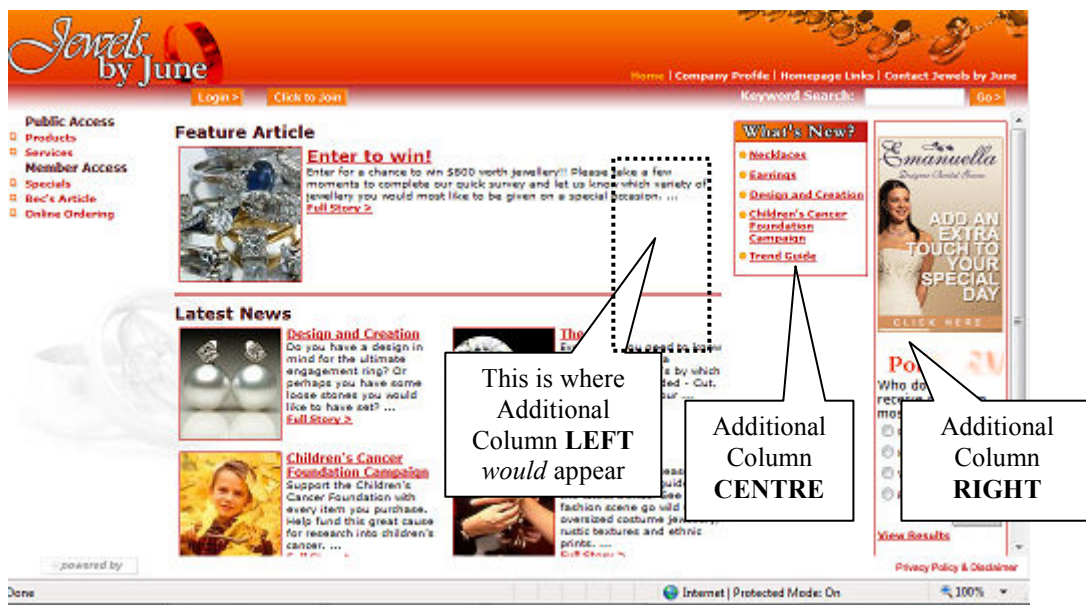 Jewels
by June
Home | Company Profile | Homepage Links | Contact Jewels by June
Login >
Click to Join
Keyword Search:
Go >
Public Access
Products
Services
Member Access
Specials
Bec's Article
Online Ordering
Feature Article
Enter to win!
Enter for a chance to win $800 worth jewellery!! Please take a few
moments to complete our quick survey and let us know which variety of
jewellery you would most like to be given on a special occasion. ...
Full Story >
What's New?
Necklaces
Earrings
Design and Creation
Children's Cancer
Foundation
Campaign
Trend Guide
Emanuella
ADD AN
EXTRA
TOUCH TO
YOUR
SPECIAL
DAY
CLICK HERE
Latest News
Design and Creation
Do you have a design in
mind for the ultimate
engagement ring? Or
perhaps you have some
loose stones you would
like to have set? ...
Full Story >
you need to know
by which
Cut,
Children's Cancer
Foundation Campaign
Support the Children's
Cancer Foundation with
every item you purchase.
Help fund this great cause
for research into children's
cancer. ...
fashion scene go wild
oversized costume
rustic textures and ethnic
prints. ...
Full Story >
Who
View Results
This is where
Additional
Column LEFT
would appear
Additional
Column
CENTRE
Additional
Column
RIGHT
powered by
Privacy Policy & Disclaimer
Done
Internet | Protected Mode: On
100%